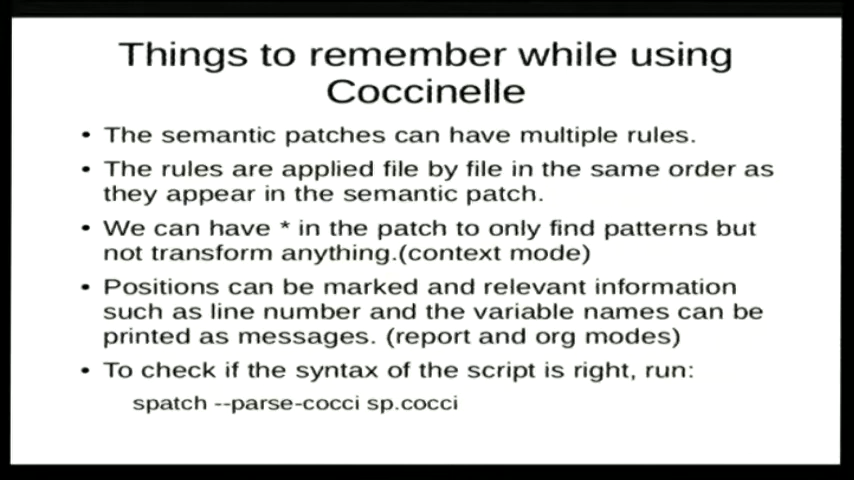 Things to remember while using
Coccinelle
• The semantic patches can have multiple rules.
• The rules are applied file by file in the same order as
they appear in the semantic patch.
• We can have * in the patch to only find patterns but
not transform anything.(context mode)
• Positions can be marked and relevant information
such as line number and the variable names can be
printed as messages. (report and org modes)
• To check if the syntax of the script is right, run:
spatch --parse-cocci sp.cocci